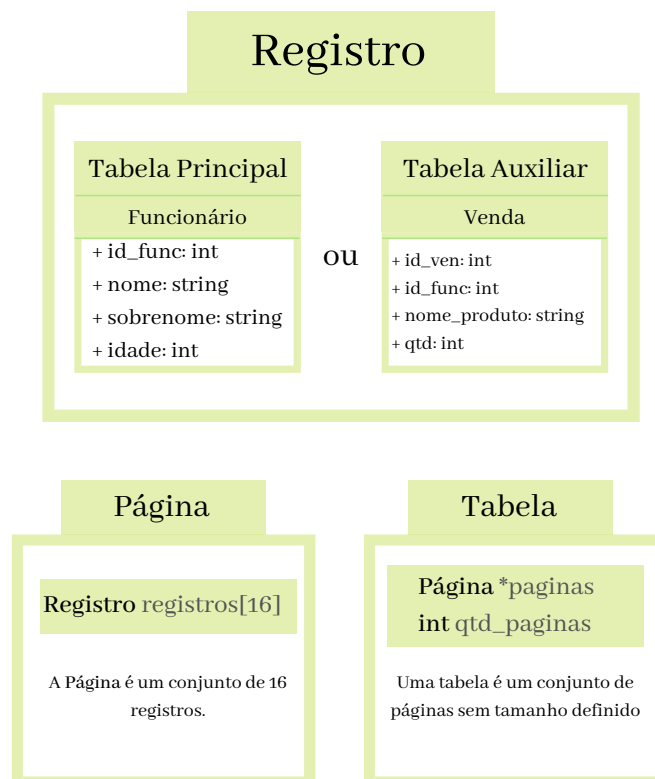 Registro
Tabela Principal
Funcionário
+ id_func: int
+ nome: string
+ sobrenome: string
+ idade: int
ou
Tabela Auxiliar
Venda
+ id_ven: int
+ id_func: int
+ nome_produto: string
+ qtd: int
Página
Registro registros[16]
A Página é um conjunto de 16
registros.
Tabela
Página *paginas
int qtd_paginas
Uma tabela é um conjunto de
páginas sem tamanho definido